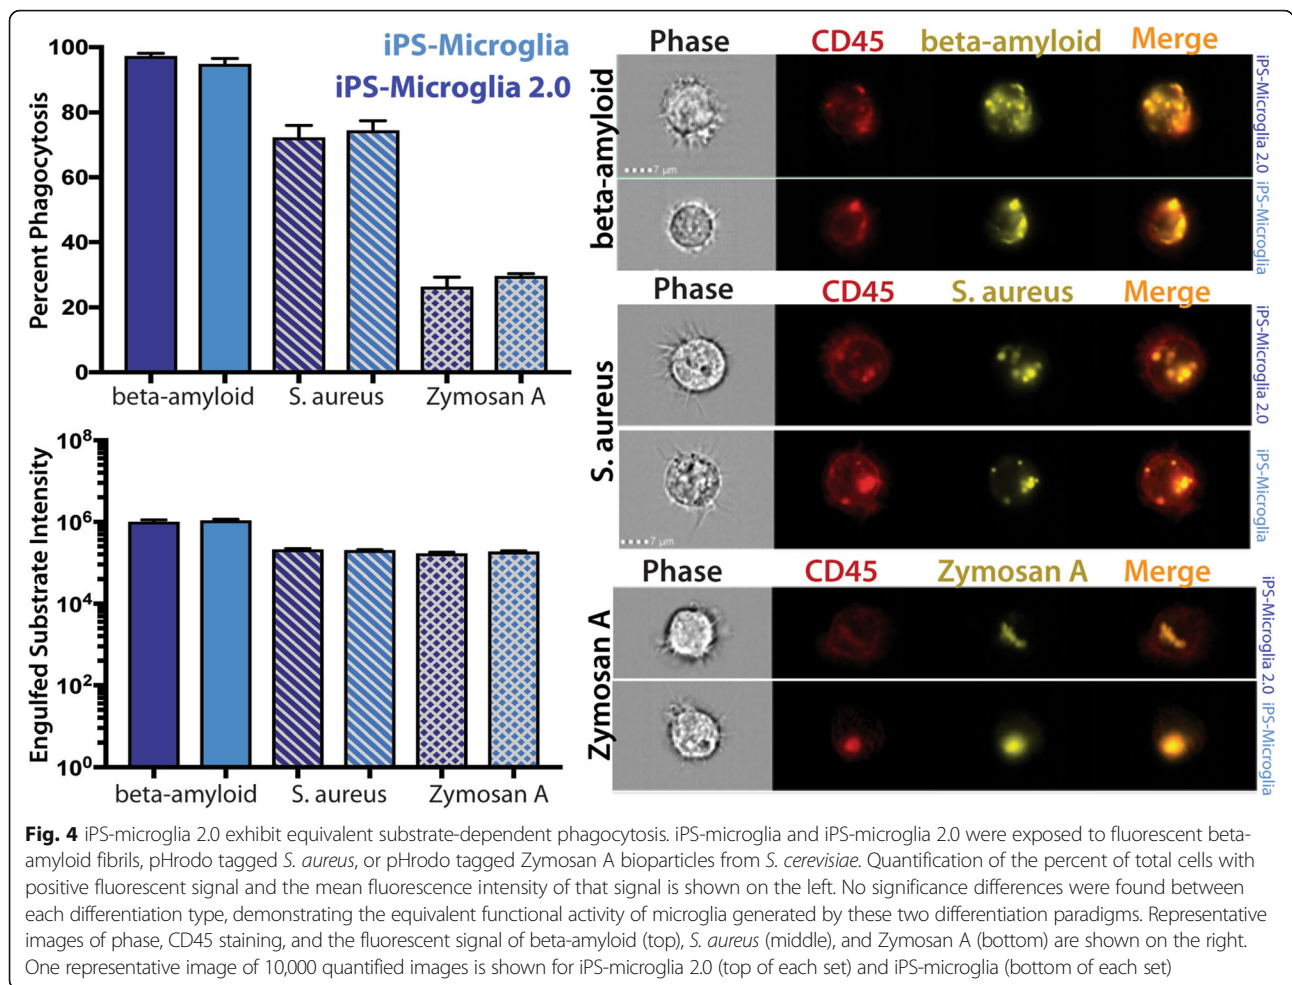 iPS-Microglia
iPS-Microglia 2.0
Percent Phagocytosis
100
80
60
40
20
0
beta-amyloid S. aureus Zymosan A
Engulfed Substrate Intensity
10^8
10^6
10^4
10^2
10^0
beta-amyloid S. aureus Zymosan A
Phase CD45 beta-amyloid Merge
beta-amyloid
7 µm
iPS-Microglia 2.0
iPS-Microglia
Phase CD45 S. aureus Merge
S. aureus
iPS-Microglia 2.0
iPS-Microglia
7 µm
Phase CD45 Zymosan A Merge
Zymosan A
iPS-Microglia 2.0
iPS-Microglia
Fig. 4 iPS-microglia 2.0 exhibit equivalent substrate-dependent phagocytosis. iPS-microglia and iPS-microglia 2.0 were exposed to fluorescent beta-
amyloid fibrils, pHrodo tagged S. aureus, or pHrodo tagged Zymosan A bioparticles from S. cerevisiae. Quantification of the percent of total cells with
positive fluorescent signal and the mean fluorescence intensity of that signal is shown on the left. No significance differences were found between
each differentiation type, demonstrating the equivalent functional activity of microglia generated by these two differentiation paradigms. Representative
images of phase, CD45 staining, and the fluorescent signal of beta-amyloid (top), S. aureus (middle), and Zymosan A (bottom) are shown on the right.
One representative image of 10,000 quantified images is shown for iPS-microglia 2.0 (top of each set) and iPS-microglia (bottom of each set)